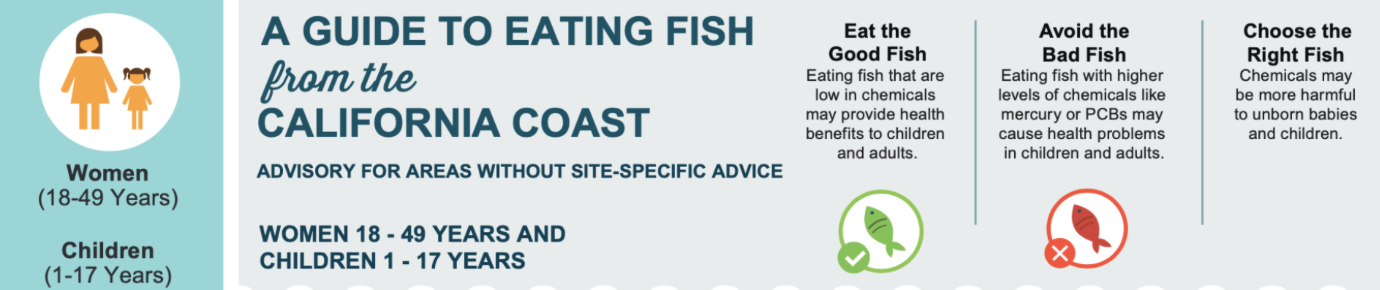 Women
(18-49 Years)
Children
(1-17 Years)
A GUIDE TO EATING FISH
from the
CALIFORNIA COAST
ADVISORY FOR AREAS WITHOUT SITE-SPECIFIC ADVICE
WOMEN 18 - 49 YEARS AND
CHILDREN 1 - 17 YEARS
Eat the
Good Fish
Eating fish that are
low in chemicals
may provide health
benefits to children
and adults.
Avoid the
Bad Fish
Eating fish with higher
levels of chemicals like
mercury or PCBs may
cause health problems
in children and adults.
Choose the
Right Fish
Chemicals may
be more harmful
to unborn babies
and children.